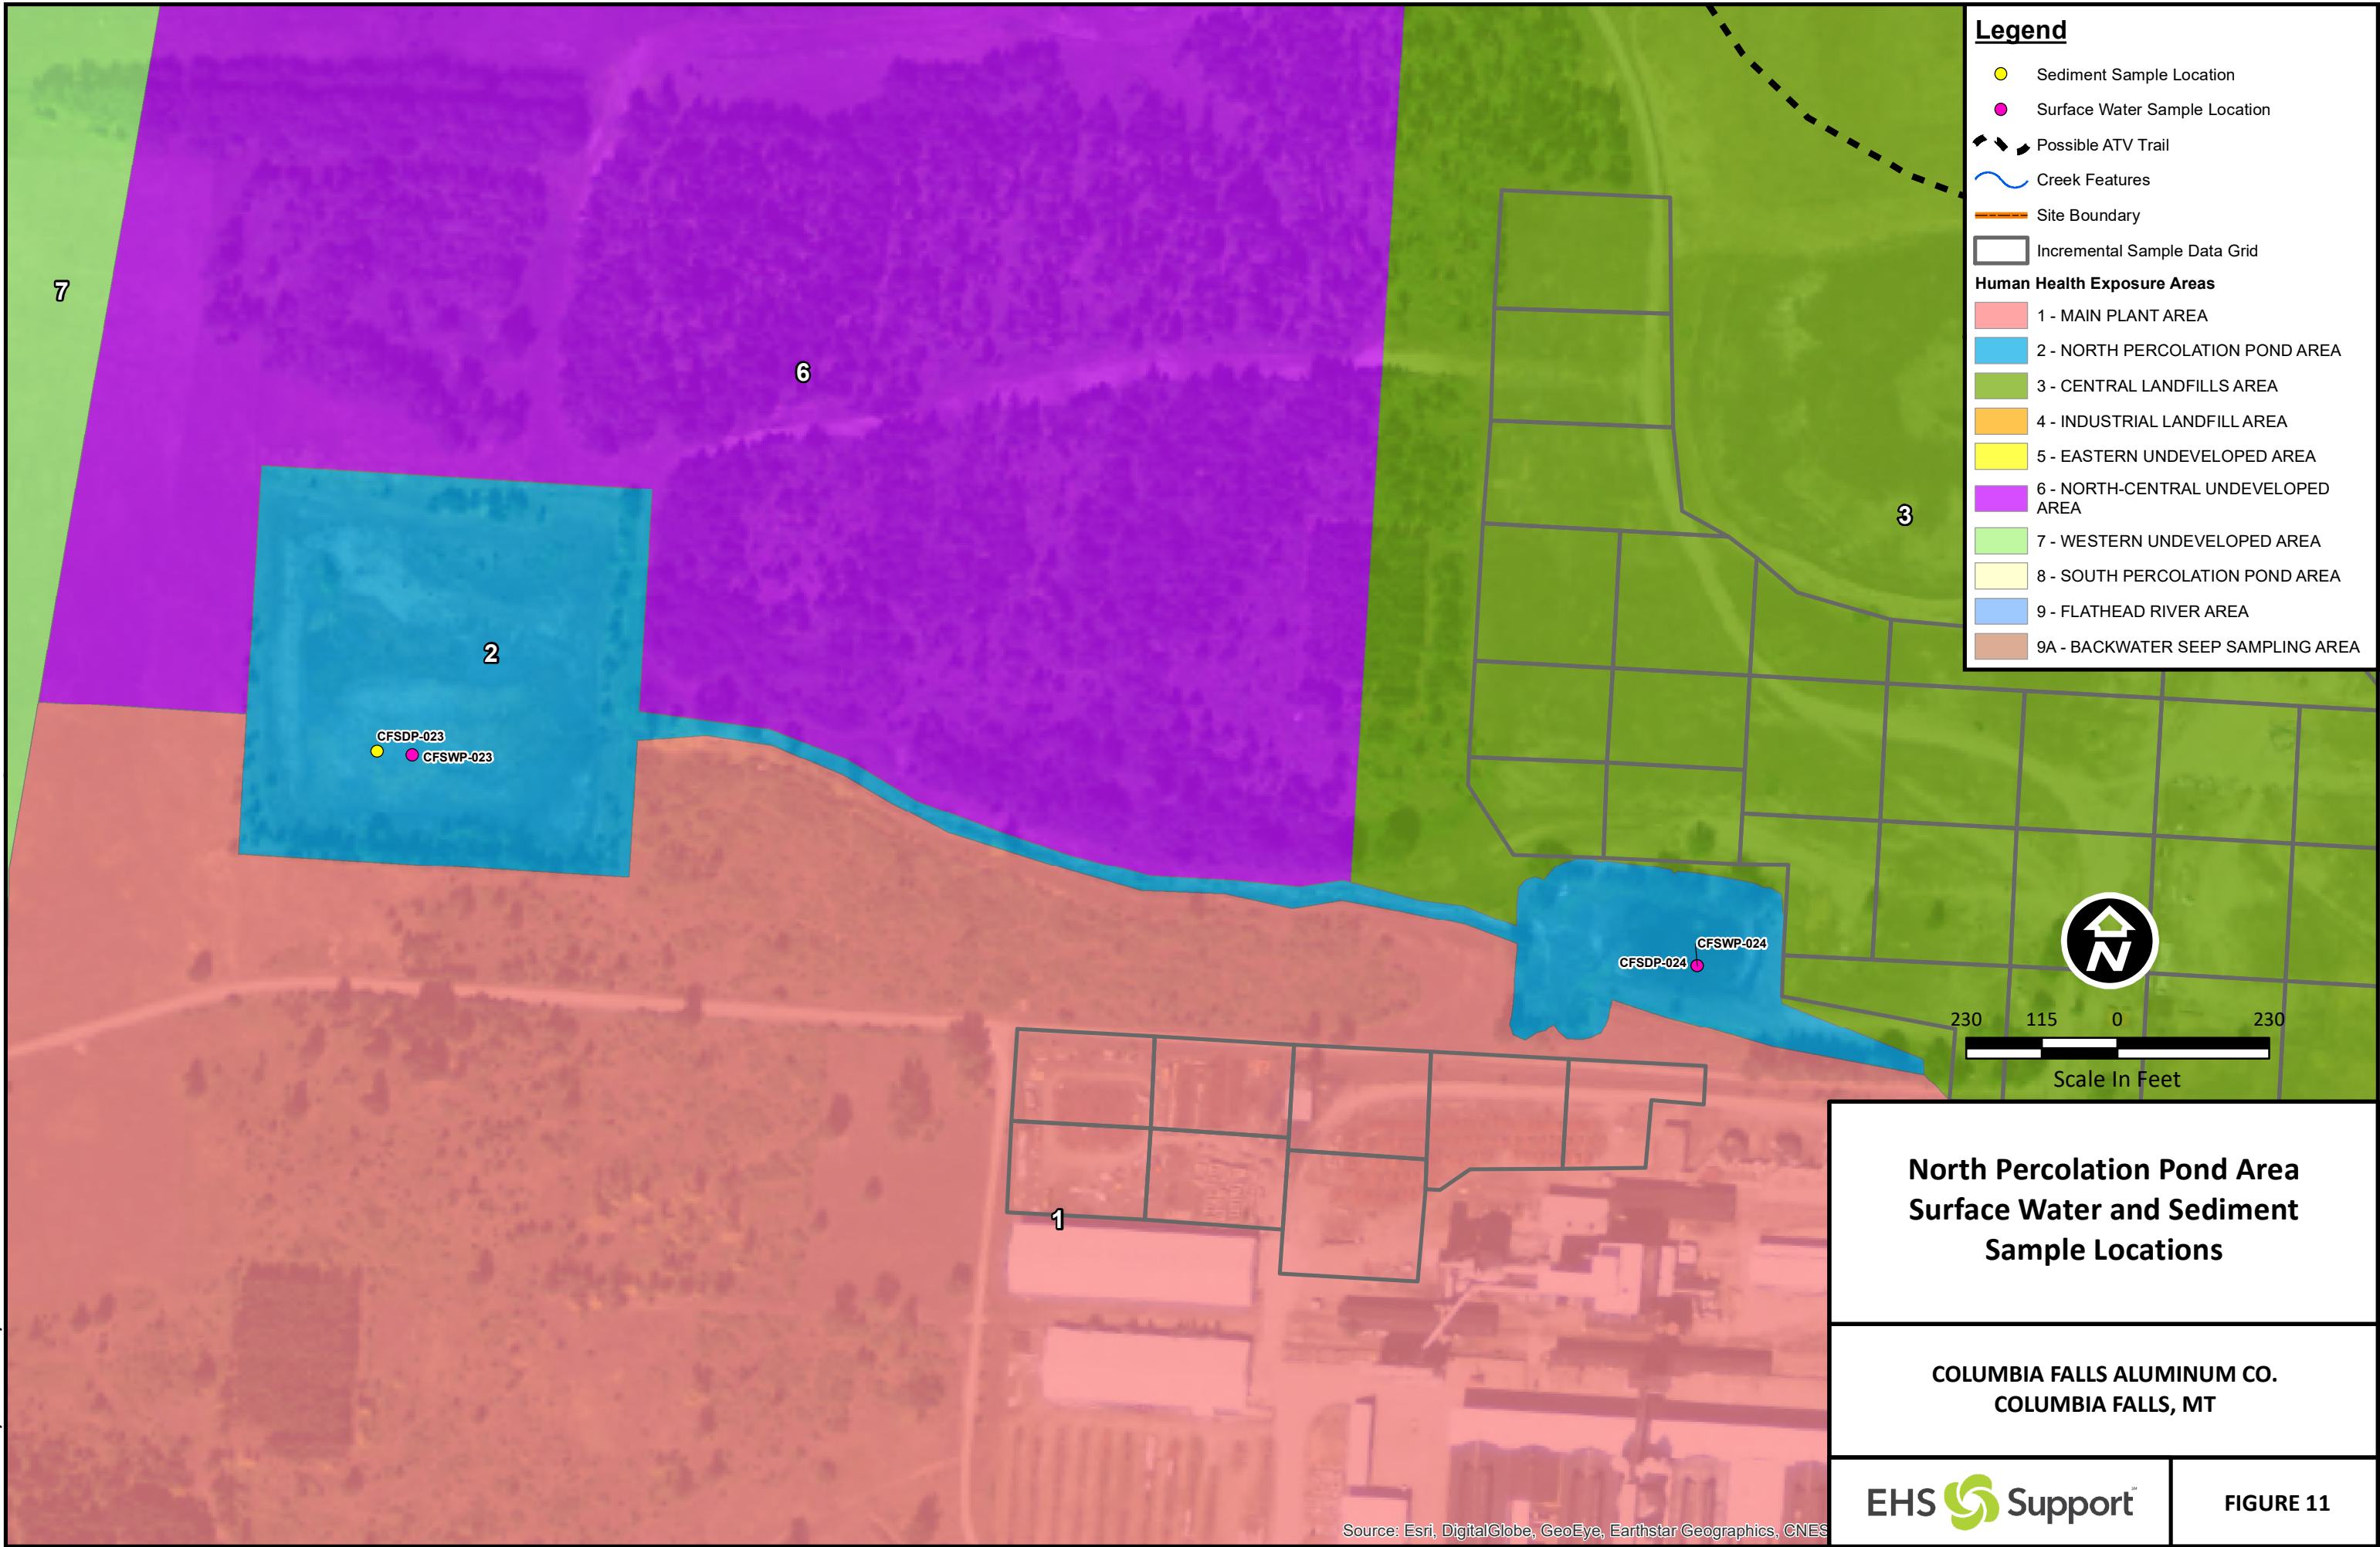 7
6
3
2
CFSDP-023
CFSWP-023
CFSWP-024
CFSDP-024
1
Legend
Sediment Sample Location
Surface Water Sample Location
Possible ATV Trail
Creek Features
Site Boundary
Incremental Sample Data Grid
Human Health Exposure Areas
1 - MAIN PLANT AREA
2 - NORTH PERCOLATION POND AREA
3 - CENTRAL LANDFILLS AREA
4 - INDUSTRIAL LANDFILL AREA
5 - EASTERN UNDEVELOPED AREA
6 - NORTH-CENTRAL UNDEVELOPED
AREA
7 - WESTERN UNDEVELOPED AREA
8 - SOUTH PERCOLATION POND AREA
9 - FLATHEAD RIVER AREA
9A - BACKWATER SEEP SAMPLING AREA
N
230 115 0 230
Scale In Feet
North Percolation Pond Area
Surface Water and Sediment
Sample Locations
COLUMBIA FALLS ALUMINUM CO.
COLUMBIA FALLS, MT
EHS Support SM
FIGURE 11
Source: Esri, DigitalGlobe, GeoEye, Earthstar Geographics, CNES